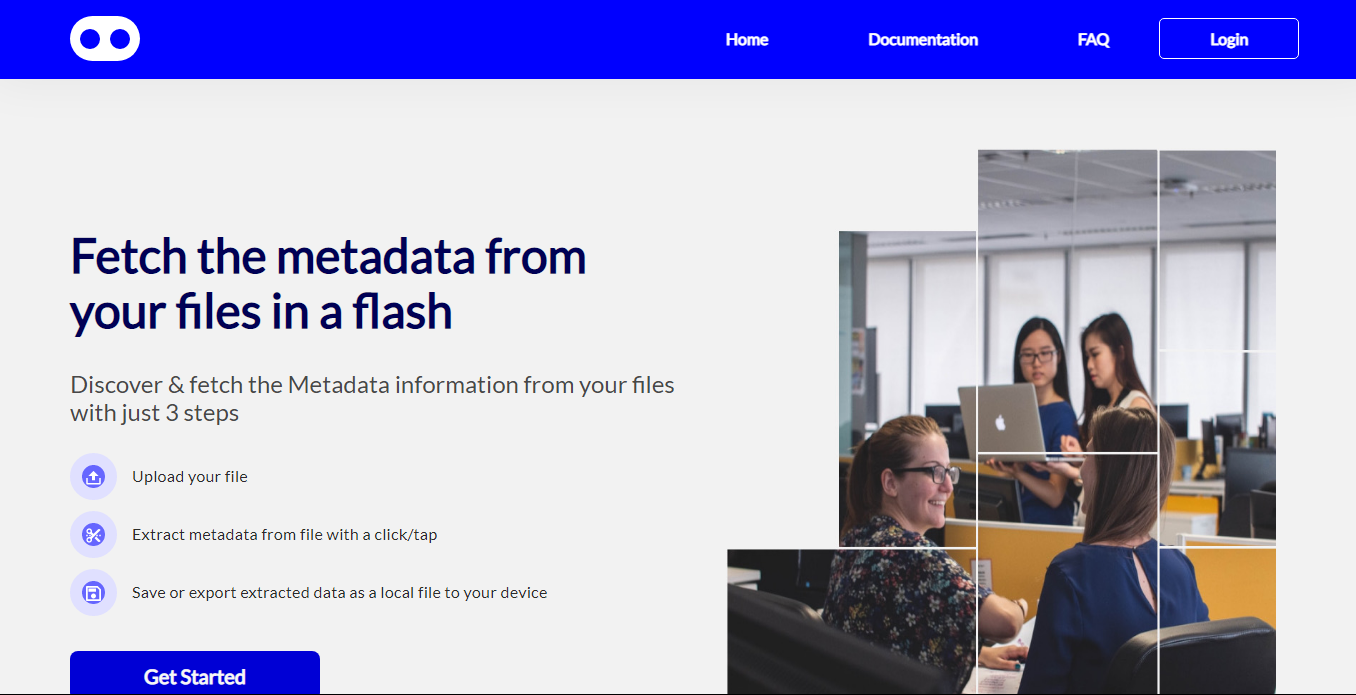 Home
Documentation
FAQ
Login
Fetch the metadata from
your files in a flash
Discover & fetch the Metadata information from your files
with just 3 steps
Upload your file
Extract metadata from file with a click/tap
Save or export extracted data as a local file to your device
Get Started